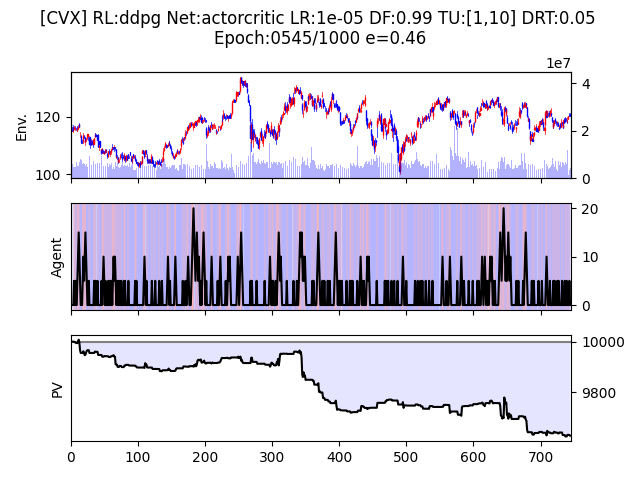 [CVX] RL:ddpg Net:actorcritic LR:1e-05 DF:0.99 TU:[1,10] DRT:0.05
Epoch:0545/1000 e=0.46
1e7
Env.
120
100
4
2
0
Agent
20
10
0
PV
10000
9800
0 100 200 300 400 500 600 700